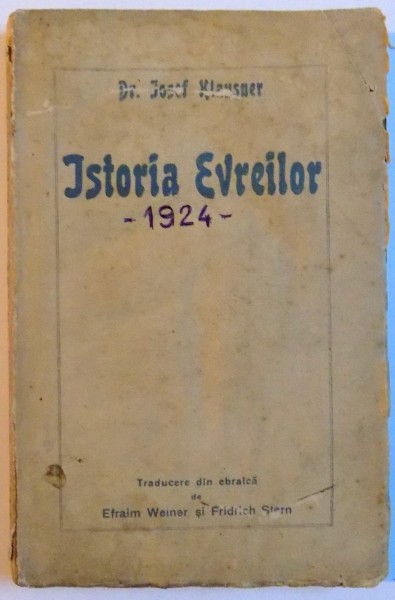 Dr. Josef Klausner
Istoria Evreilor
-1924-
Traducere din ebraică
de
Efraim Weiner și Fridrich Stern